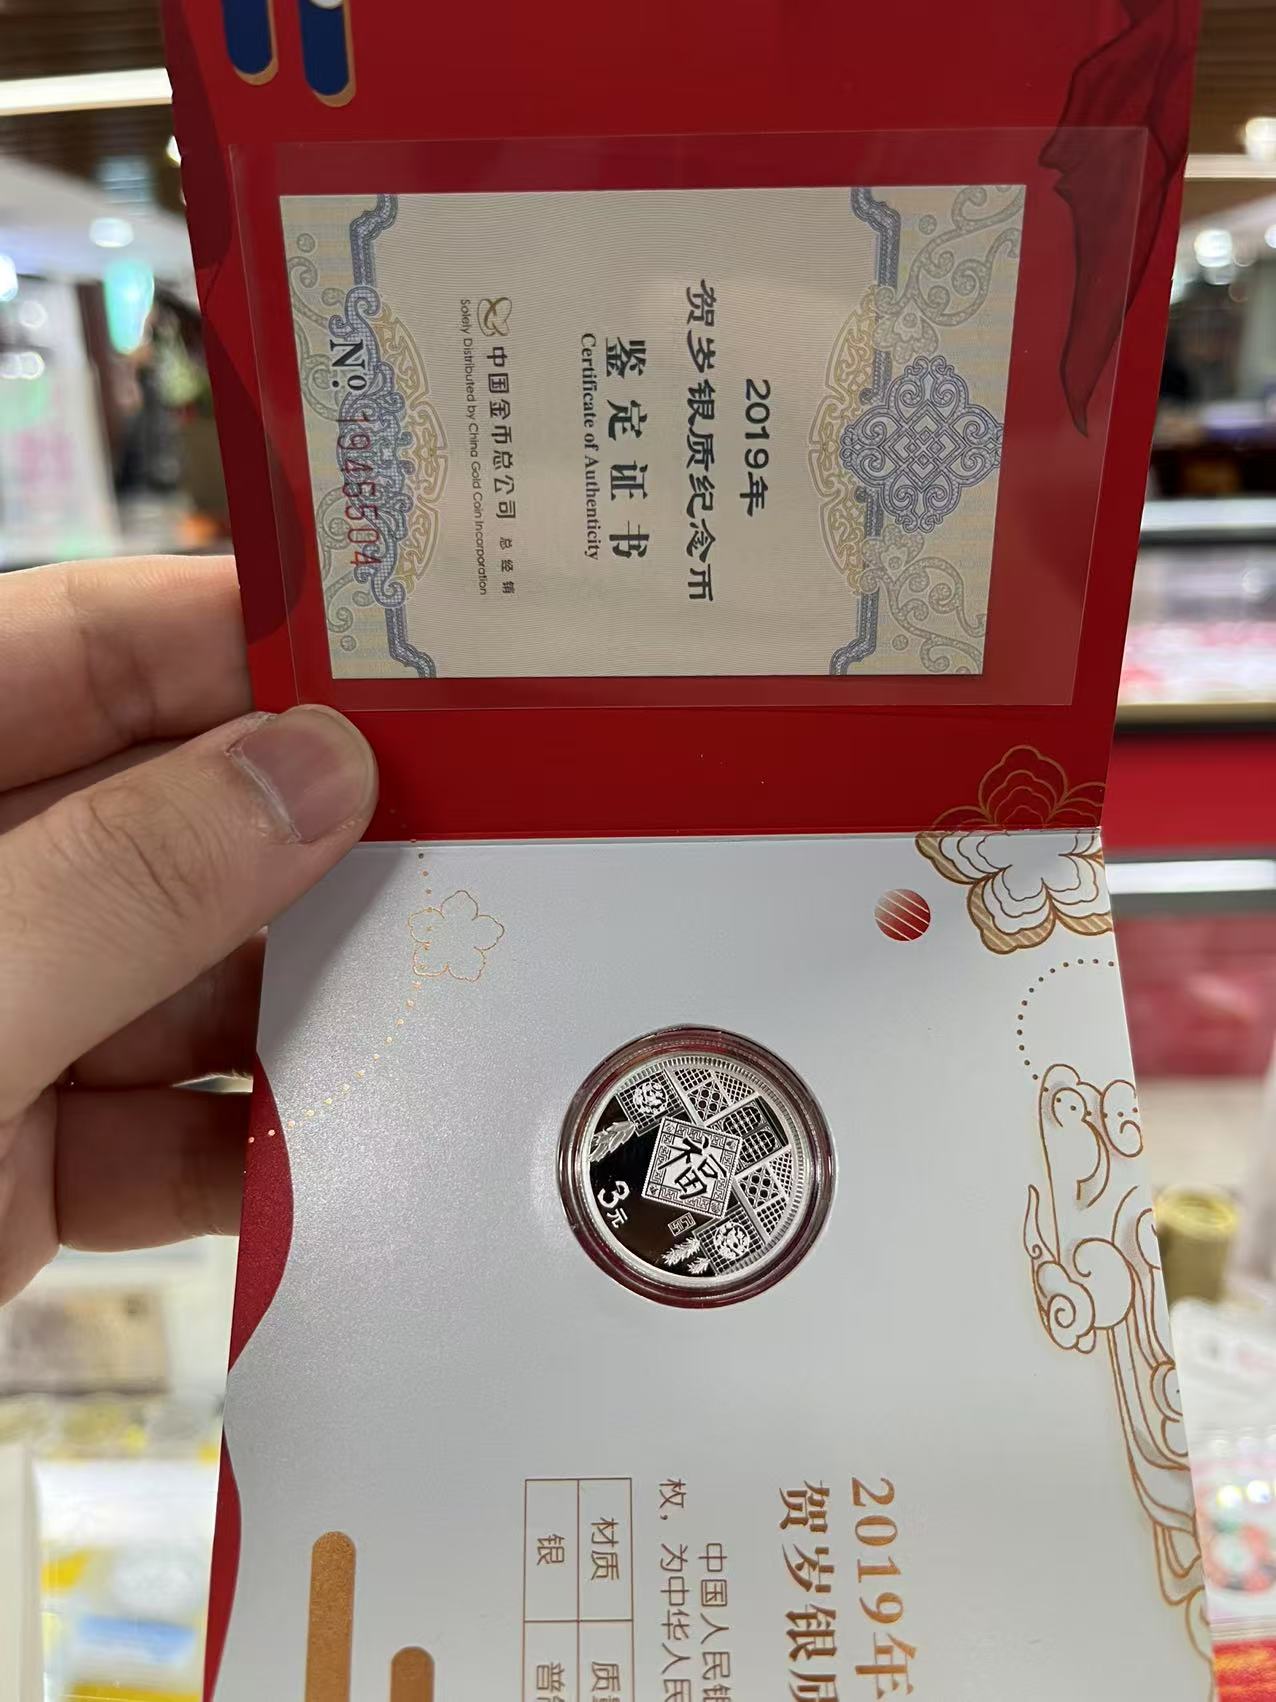 2019年
贺岁银质纪念币
鉴定证书
Certificate of Authenticity
中国金币总公司 总经销
Solely Distributed by China Gold Coin Incorporation
No. 1945504
福
3元
2019年
贺岁银质
中国人民银
枚，为中华人民
材质
银